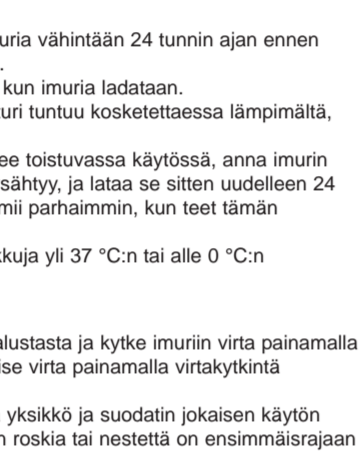 uria vähintään 24 tunnin ajan ennen
.
kun imuria ladataan.
uri tuntuu kosketettaessa lämpimältä,
ee toistuvassa käytössä, anna imurin
sähtyy, ja lataa se sitten uudelleen 24
mii parhaimmin, kun teet tämän
kkuja yli 37 °C:n tai alle 0 °C:n
alustasta ja kytke imuriin virta painamalla
ise virta painamalla virtakytkintä
yksikkö ja suodatin jokaisen käytön
n roskia tai nestettä on ensimmäisrajaan